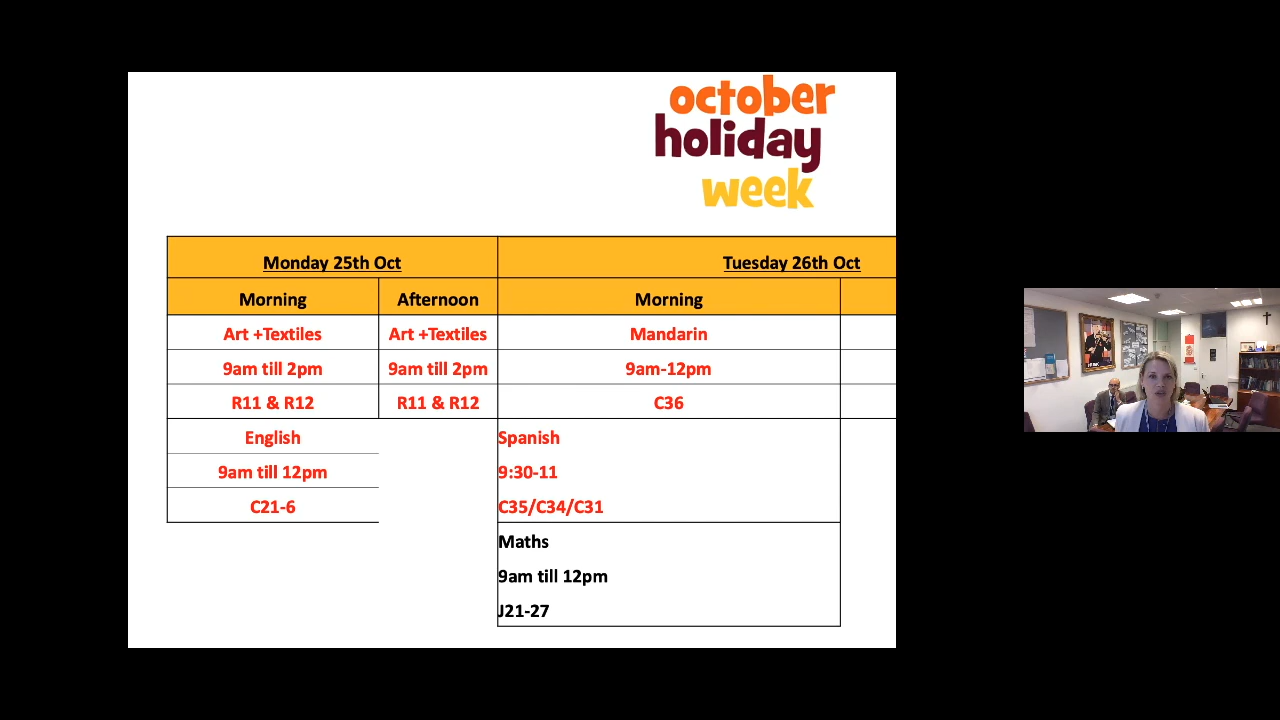 october
holiday
week
Monday 25th Oct
Tuesday 26th Oct
Morning
Afternoon
Morning
Art +Textiles
Art +Textiles
Mandarin
9am till 2pm
9am till 2pm
9am-12pm
R11 & R12
R11 & R12
C36
English
Spanish
9am till 12pm
9:30-11
C21-6
C35/C34/C31
Maths
9am till 12pm
J21-27